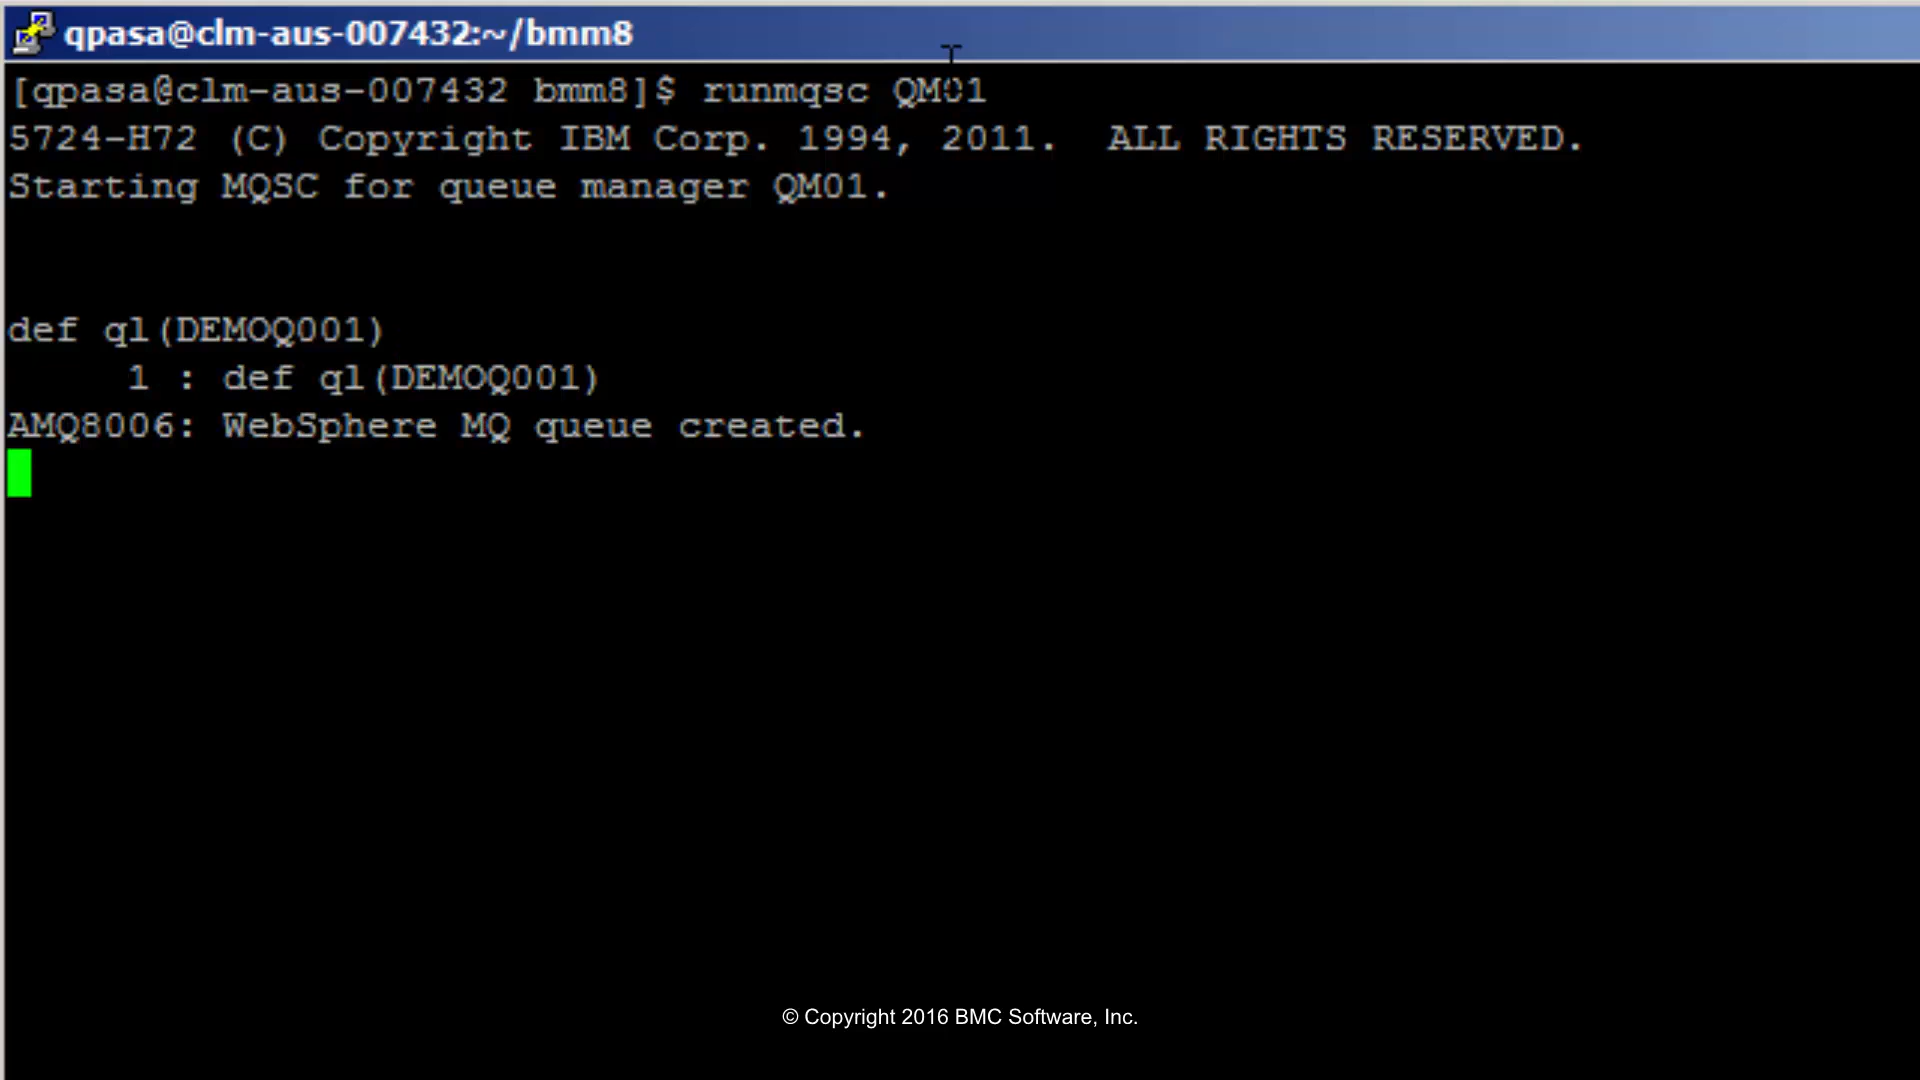 qpasa@clm-aus-007432:~/bmm8
[qpasa@clm-aus-007432 bmm8]$ runmqsc QM01
5724-H72 (C) Copyright IBM Corp. 1994, 2011.  ALL RIGHTS RESERVED.
Starting MQSC for queue manager QM01.
def ql(DEMOQ001)
     1 : def ql(DEMOQ001)
AMQ8006: WebSphere MQ queue created.
© Copyright 2016 BMC Software, Inc.